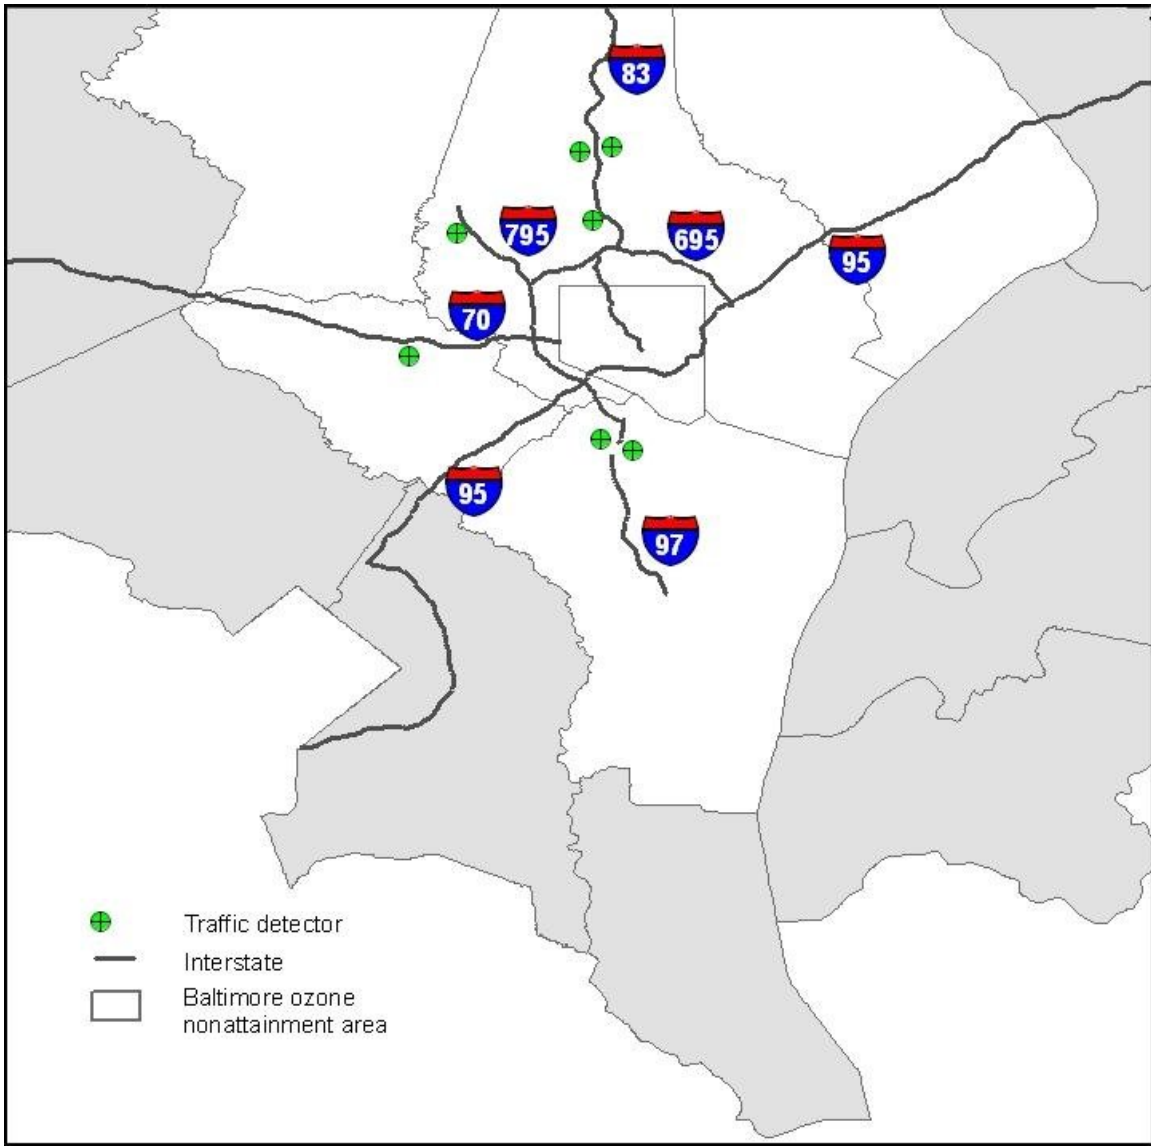 83
795
695
95
70
95
97
Traffic detector
Interstate
Baltimore ozone
nonattainment area